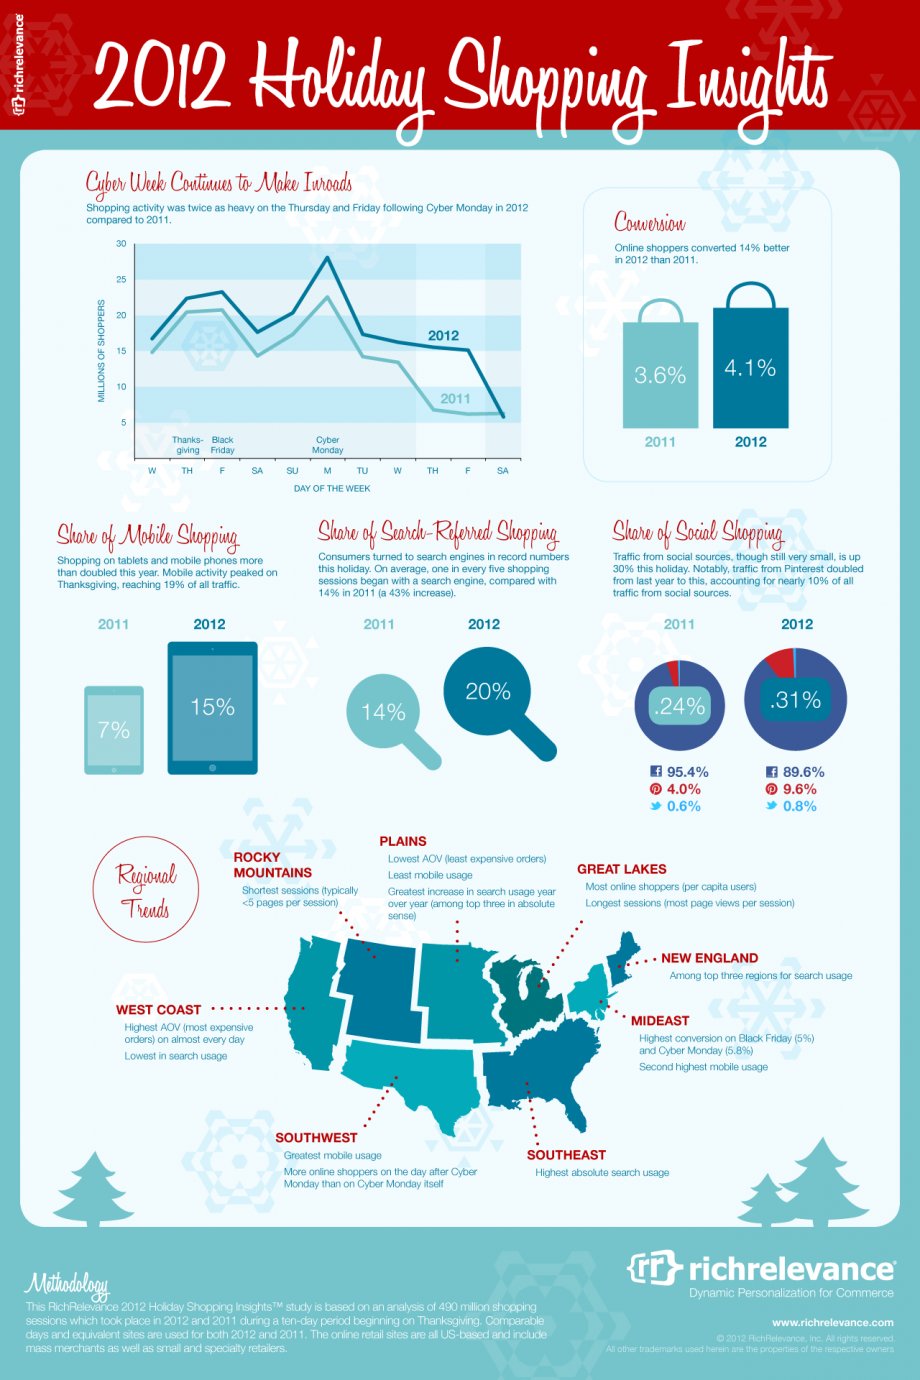 richrelevance
2012 Holiday Shopping Insights
Cyber Week Continues to Make Inroads
Shopping activity was twice as heavy on the Thursday and Friday following Cyber Monday in 2012
compared to 2011.
MILLIONS OF SHOPPERS
30
25
20
15
10
5
2012
2011
Thanks-
giving
Black
Friday
Cyber
Monday
W TH F SA SU M TU W TH F SA
DAY OF THE WEEK
Conversion
Online shoppers converted 14% better
in 2012 than 2011.
3.6%
4.1%
2011
2012
Share of Mobile Shopping
Shopping on tablets and mobile phones more
than doubled this year. Mobile activity peaked on
Thanksgiving, reaching 19% of all traffic.
2011
2012
7%
15%
Share of Search-Referred Shopping
Consumers turned to search engines in record numbers
this holiday. On average, one in every five shopping
sessions began with a search engine, compared with
14% in 2011 (a 43% increase).
2011
2012
14%
20%
Share of Social Shopping
Traffic from social sources, though still very small, is up
30% this holiday. Notably, traffic from Pinterest doubled
from last year to this, accounting for nearly 10% of all
traffic from social sources.
2011
2012
.24%
.31%
95.4%
4.0%
0.6%
89.6%
9.6%
0.8%
Regional
Trends
ROCKY
MOUNTAINS
Shortest sessions (typically
<5 pages per session)
PLAINS
Lowest AOV (least expensive orders)
Least mobile usage
Greatest increase in search usage year
over year (among top three in absolute
sense)
GREAT LAKES
Most online shoppers (per capita users)
Longest sessions (most page views per session)
NEW ENGLAND
Among top three regions for search usage
WEST COAST
Highest AOV (most expensive
orders) on almost every day
Lowest in search usage
MIDEAST
Highest conversion on Black Friday (5%)
and Cyber Monday (5.8%)
Second highest mobile usage
SOUTHWEST
Greatest mobile usage
More online shoppers on the day after Cyber
Monday than on Cyber Monday itself
SOUTHEAST
Highest absolute search usage
Methodology
This RichRelevance 2012 Holiday Shopping Insights™ study is based on an analysis of 490 million shopping
sessions which took place in 2012 and 2011 during a ten-day period beginning on Thanksgiving. Comparable
days and equivalent sites are used for both 2012 and 2011. The online retail sites are all US-based and include
mass merchants as well as small and specialty retailers.
{rr} richrelevance®
Dynamic Personalization for Commerce
www.richrelevance.com
© 2012 RichRelevance, Inc. All rights reserved.
All other trademarks used herein are the properties of the respective owners